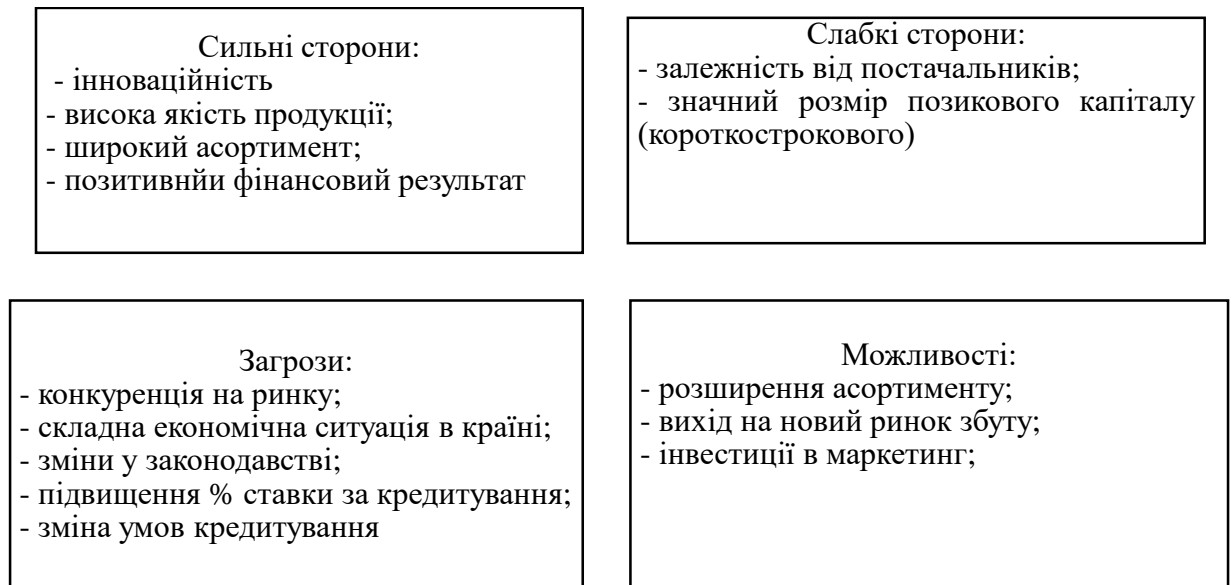 Сильні сторони:
- інноваційність
- висока якість продукції;
- широкий асортимент;
- позитивнйи фінансовий результат
Слабкі сторони:
- залежність від постачальників;
- значний розмір позикового капіталу
(короткострокового)
Загрози:
- конкуренція на ринку;
- складна економічна ситуація в країні;
- зміни у законодавстві;
- підвищення % ставки за кредитування;
- зміна умов кредитування
Можливості:
- розширення асортименту;
- вихід на новий ринок збуту;
- інвестиції в маркетинг;